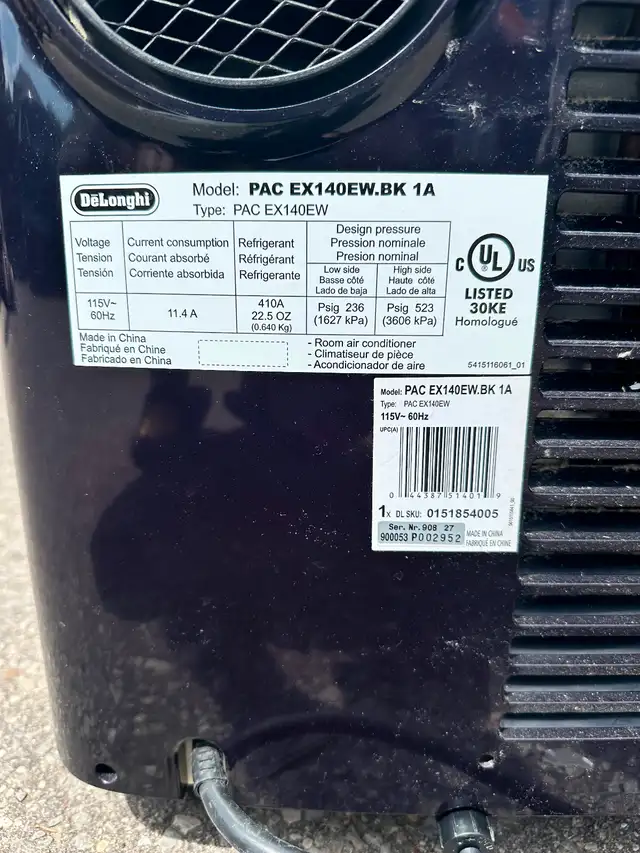 DeLonghi
Model: PAC EX140EW.BK 1A
Type: PAC EX140EW
Voltage
Tension
Tensión
Current consumption
Courant absorbé
Corriente absorbida
Refrigerant
Réfrigérant
Refrigerante
Design pressure
Pression nominale
Presion nominal
Low side
Basse côté
Lado de baja
High side
Haute côté
Lado de alta
115V~
60Hz
11.4 A
410A
22.5 OZ
(0.640 Kg)
Psig 236
(1627 kPa)
Psig 523
(3606 kPa)
C UL US
LISTED
30KE
Homologué
Made in China
Fabriqué en Chine
Fabricado en China
- Room air conditioner
- Climatiseur de pièce
- Acondicionador de aire
5415116061_01
Model: PAC EX140EW.BK 1A
Type: PAC EX140EW
115V~ 60Hz
UPC(A)
0 44387 51401 9
1x DL SKU: 0151854005
Ser. Nr. 908 27
900053 P002952
MADE IN CHINA
FABRIQUÉ EN CHINE